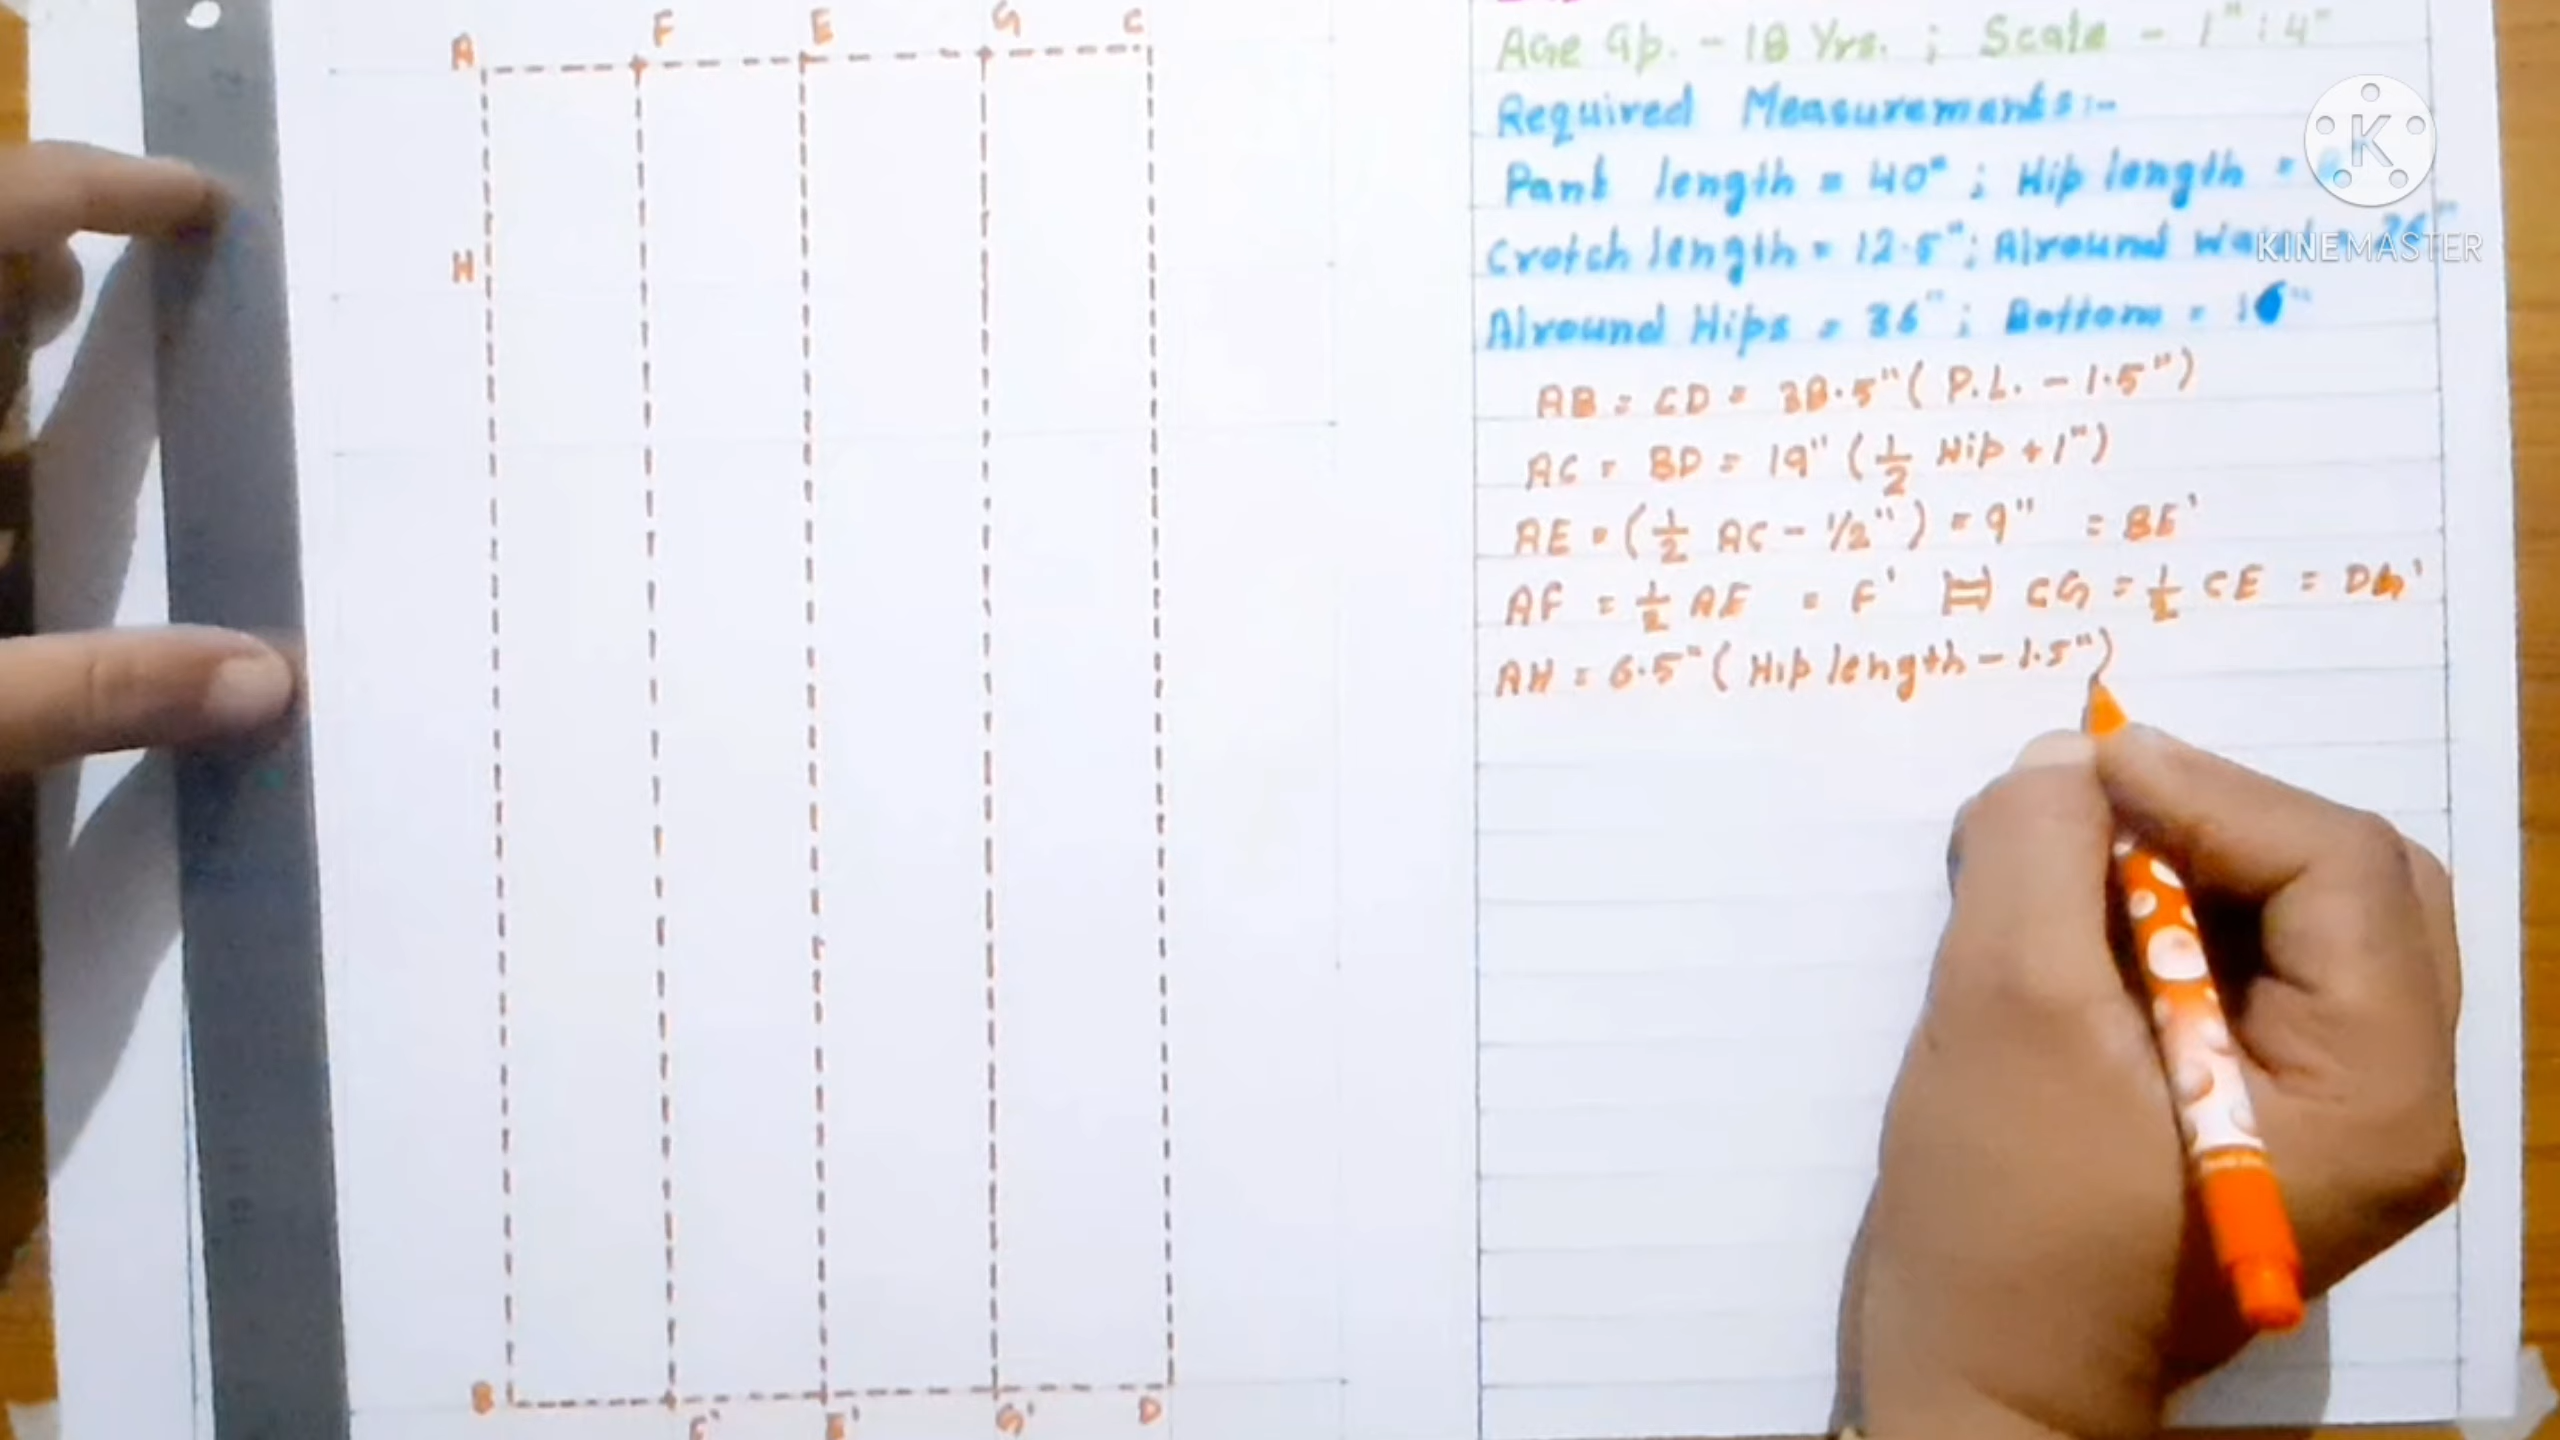 F E G C
A
H
B F' E' G' D
Age gp. - 18 Yrs. ; Scale - 1" : 4"
Required Measurements:-
Pant length = 40" ; Hip length =
Crotch length = 12.5" ; Alround 26"
Alround Hips = 36" ; Bottom = 16"
AB = CD = 38.5" ( P.L. - 1.5")
AC = BD = 19" ( 1/2 Hip + 1")
AE = ( 1/2 AC - 1/2" ) = 9" = BE'
AF = 1/2 AE = F' CG = 1/2 CE = DG'
AH = 6.5" ( Hip length - 1.5")
K
KINEMASTER